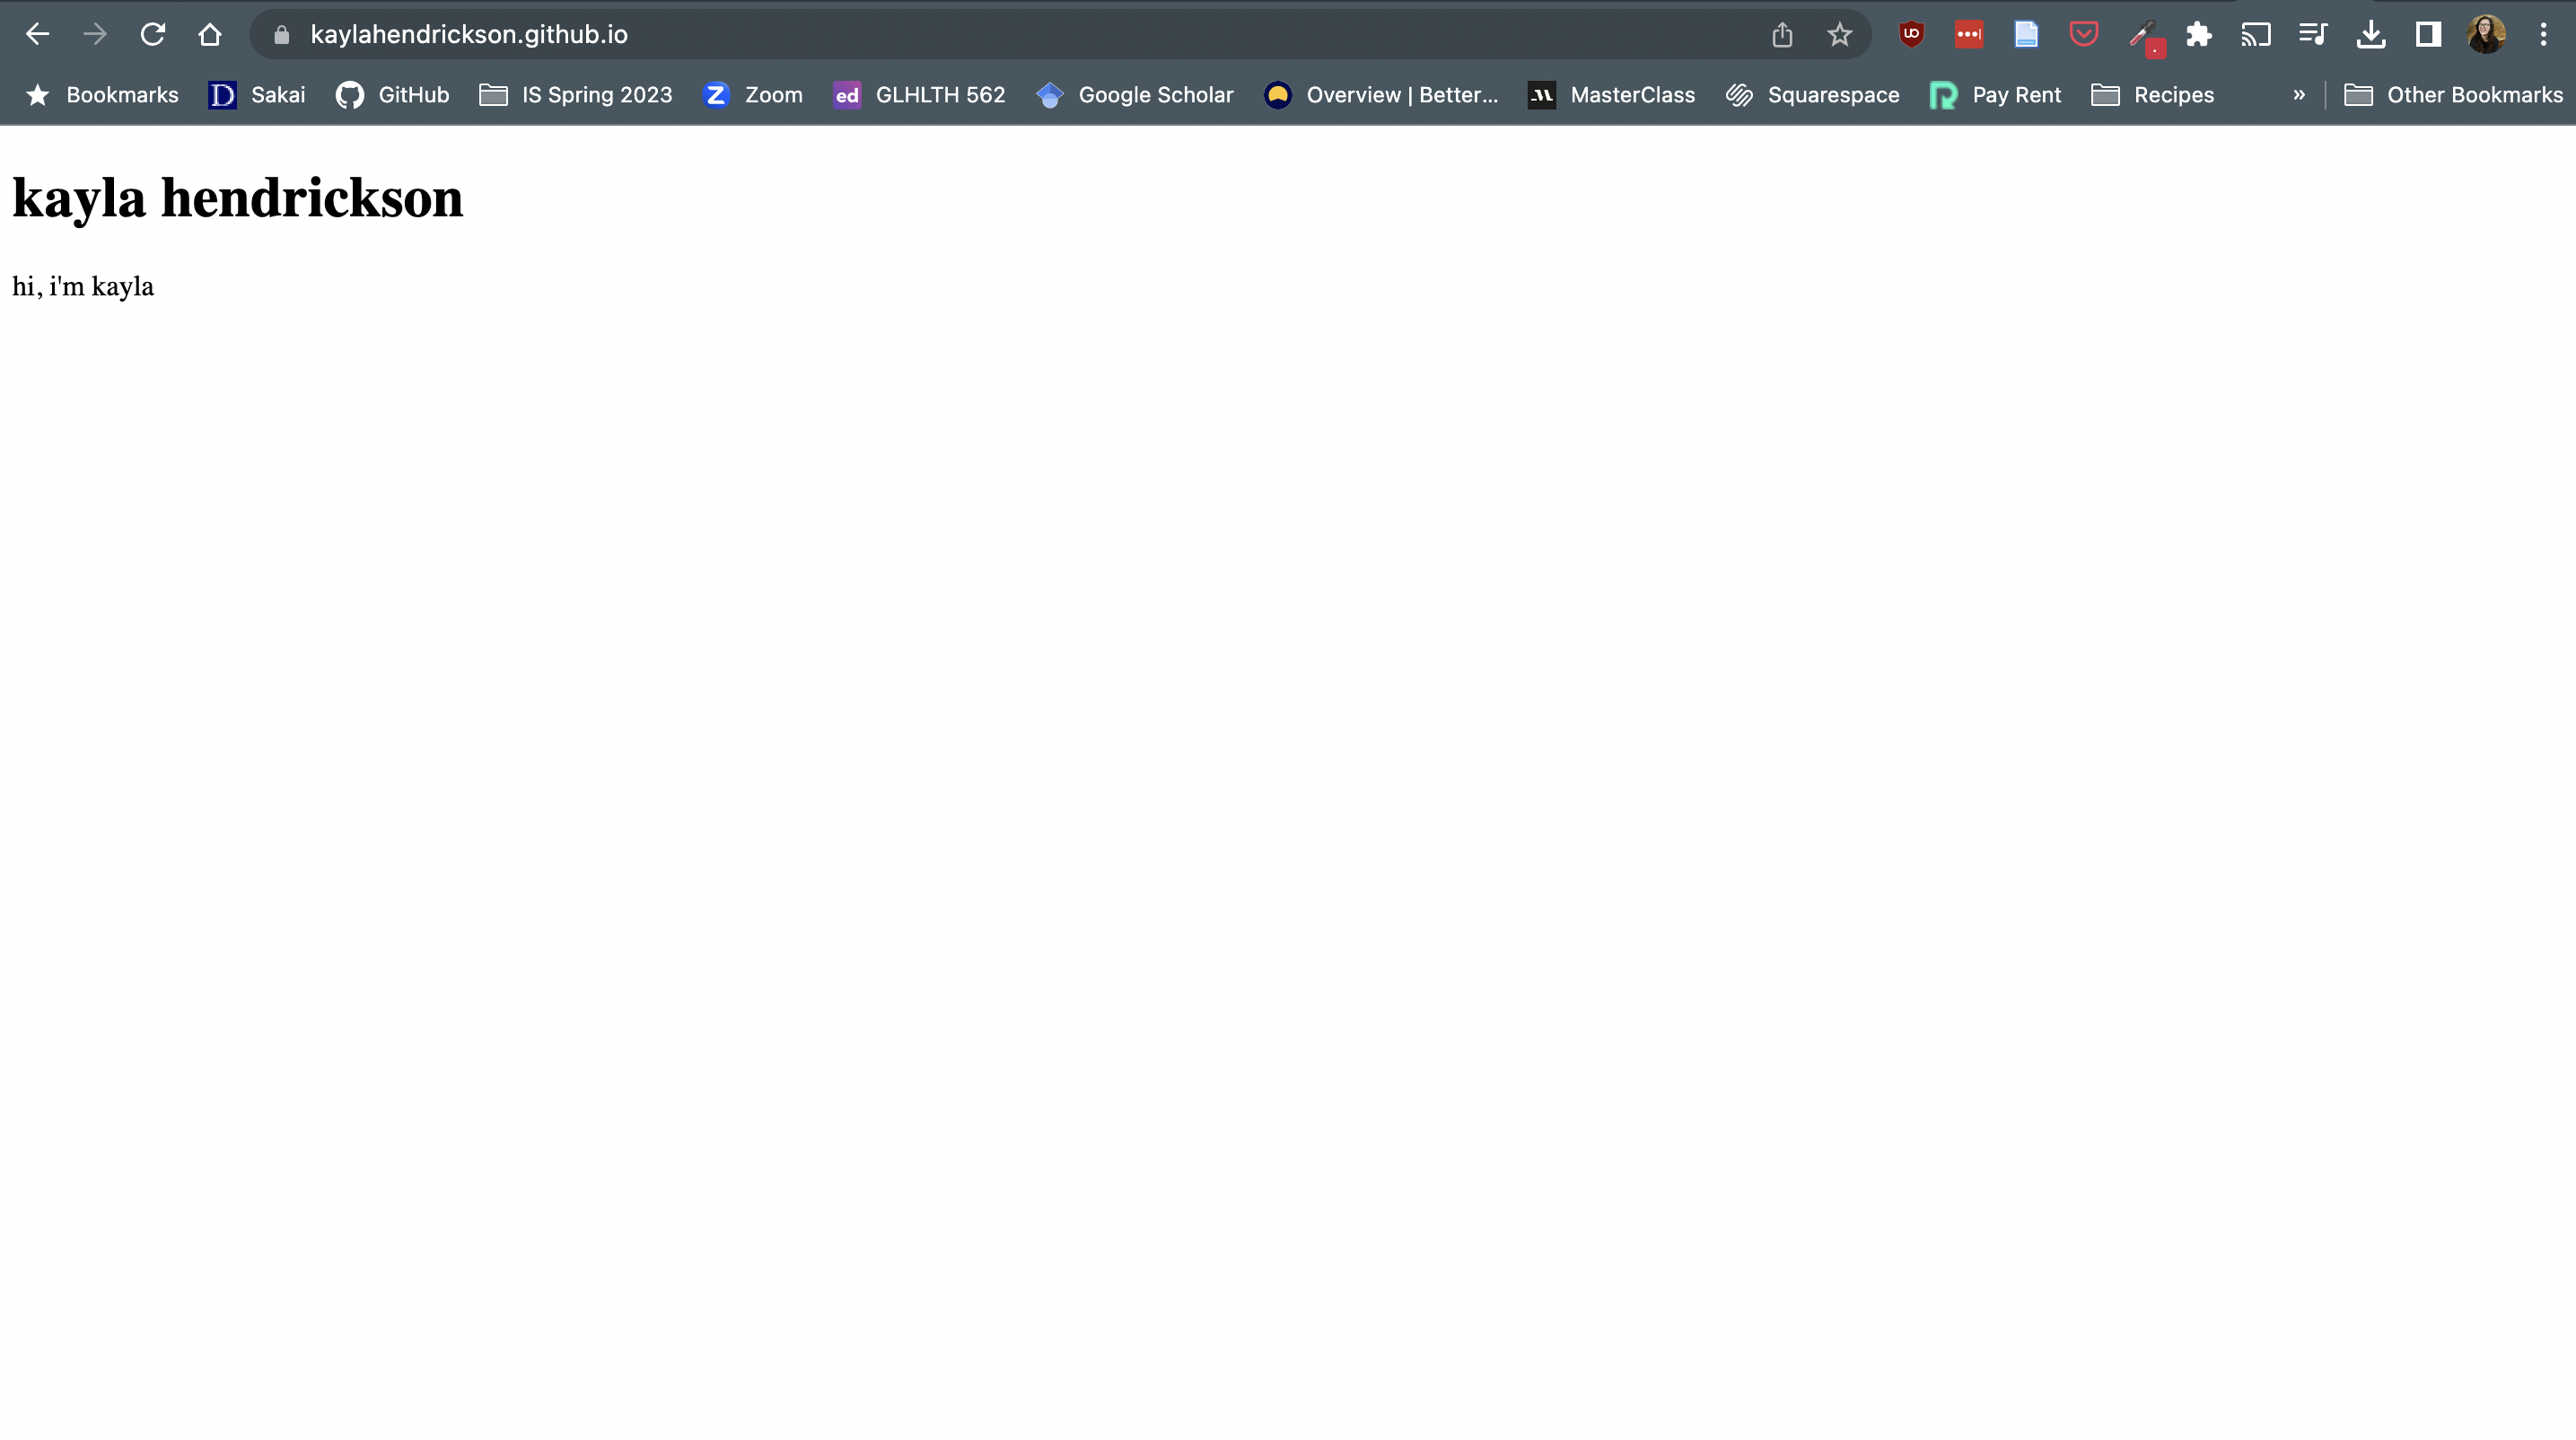 kaylahendrickson.github.io
Bookmarks D Sakai GitHub IS Spring 2023 Z Zoom ed GLHLTH 562 Google Scholar Overview | Better... MasterClass Squarespace Pay Rent Recipes » Other Bookmarks
kayla hendrickson
hi, i'm kayla